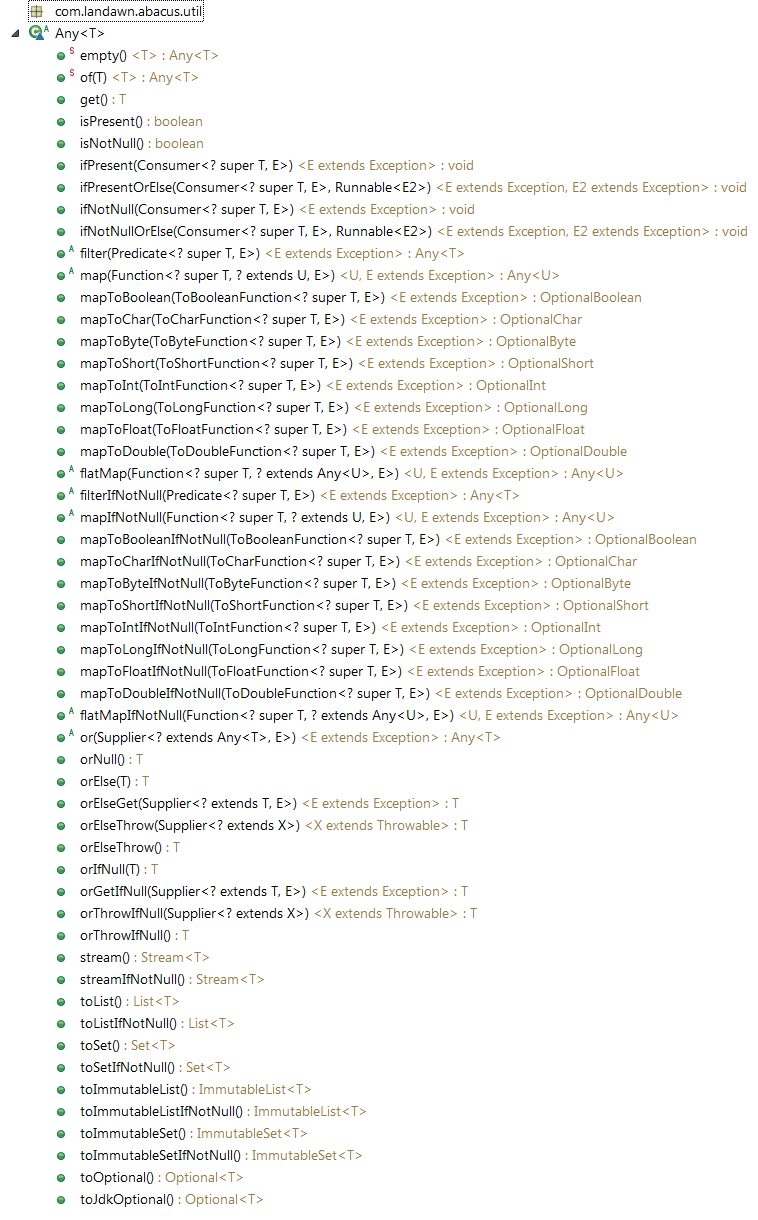 com.landawn.abacus.util
Any<T>
empty() <T> : Any<T>
of(T) <T> : Any<T>
get() : T
isPresent() : boolean
isNotNull() : boolean
ifPresent(Consumer<? super T, E>) <E extends Exception> : void
ifPresentOrElse(Consumer<? super T, E>, Runnable<E2>) <E extends Exception, E2 extends Exception> : void
ifNotNull(Consumer<? super T, E>) <E extends Exception> : void
ifNotNullOrElse(Consumer<? super T, E>, Runnable<E2>) <E extends Exception, E2 extends Exception> : void
filter(Predicate<? super T, E>) <E extends Exception> : Any<T>
map(Function<? super T, ? extends U, E>) <U, E extends Exception> : Any<U>
mapToBoolean(ToBooleanFunction<? super T, E>) <E extends Exception> : OptionalBoolean
mapToChar(ToCharFunction<? super T, E>) <E extends Exception> : OptionalChar
mapToByte(ToByteFunction<? super T, E>) <E extends Exception> : OptionalByte
mapToShort(ToShortFunction<? super T, E>) <E extends Exception> : OptionalShort
mapToInt(ToIntFunction<? super T, E>) <E extends Exception> : OptionalInt
mapToLong(ToLongFunction<? super T, E>) <E extends Exception> : OptionalLong
mapToFloat(ToFloatFunction<? super T, E>) <E extends Exception> : OptionalFloat
mapToDouble(ToDoubleFunction<? super T, E>) <E extends Exception> : OptionalDouble
flatMap(Function<? super T, ? extends Any<U>, E>) <U, E extends Exception> : Any<U>
filterIfNotNull(Predicate<? super T, E>) <E extends Exception> : Any<T>
mapIfNotNull(Function<? super T, ? extends U, E>) <U, E extends Exception> : Any<U>
mapToBooleanIfNotNull(ToBooleanFunction<? super T, E>) <E extends Exception> : OptionalBoolean
mapToCharIfNotNull(ToCharFunction<? super T, E>) <E extends Exception> : OptionalChar
mapToByteIfNotNull(ToByteFunction<? super T, E>) <E extends Exception> : OptionalByte
mapToShortIfNotNull(ToShortFunction<? super T, E>) <E extends Exception> : OptionalShort
mapToIntIfNotNull(ToIntFunction<? super T, E>) <E extends Exception> : OptionalInt
mapToLongIfNotNull(ToLongFunction<? super T, E>) <E extends Exception> : OptionalLong
mapToFloatIfNotNull(ToFloatFunction<? super T, E>) <E extends Exception> : OptionalFloat
mapToDoubleIfNotNull(ToDoubleFunction<? super T, E>) <E extends Exception> : OptionalDouble
flatMapIfNotNull(Function<? super T, ? extends Any<U>, E>) <U, E extends Exception> : Any<U>
or(Supplier<? extends Any<T>, E>) <E extends Exception> : Any<T>
orNull() : T
orElse(T) : T
orElseGet(Supplier<? extends T, E>) <E extends Exception> : T
orElseThrow(Supplier<? extends X>) <X extends Throwable> : T
orElseThrow() : T
orIfNull(T) : T
orGetIfNull(Supplier<? extends T, E>) <E extends Exception> : T
orThrowIfNull(Supplier<? extends X>) <X extends Throwable> : T
orThrowIfNull() : T
stream() : Stream<T>
streamIfNotNull() : Stream<T>
toList() : List<T>
toListIfNotNull() : List<T>
toSet() : Set<T>
toSetIfNotNull() : Set<T>
toImmutableList() : ImmutableList<T>
toImmutableListIfNotNull() : ImmutableList<T>
toImmutableSet() : ImmutableSet<T>
toImmutableSetIfNotNull() : ImmutableSet<T>
toOptional() : Optional<T>
toJdkOptional() : Optional<T>